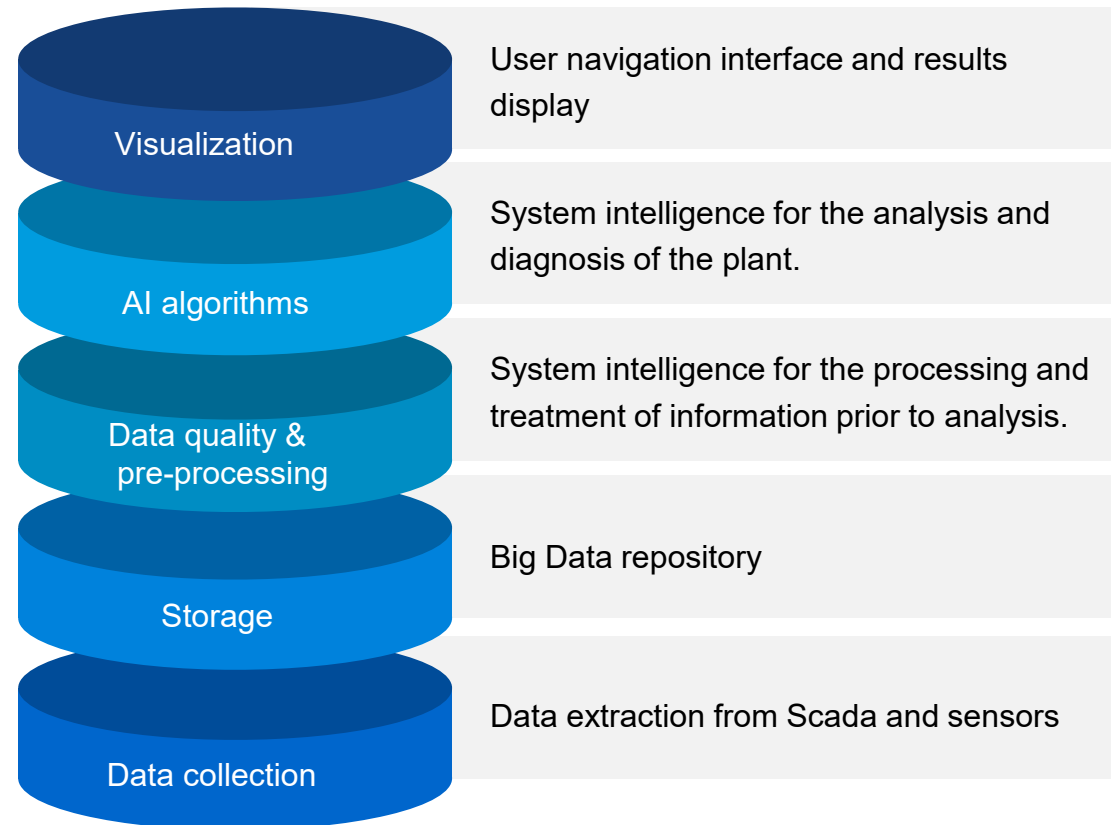 Visualization
User navigation interface and results
display
AI algorithms
System intelligence for the analysis and
diagnosis of the plant.
Data quality &
pre-processing
System intelligence for the processing and
treatment of information prior to analysis.
Storage
Big Data repository
Data collection
Data extraction from Scada and sensors